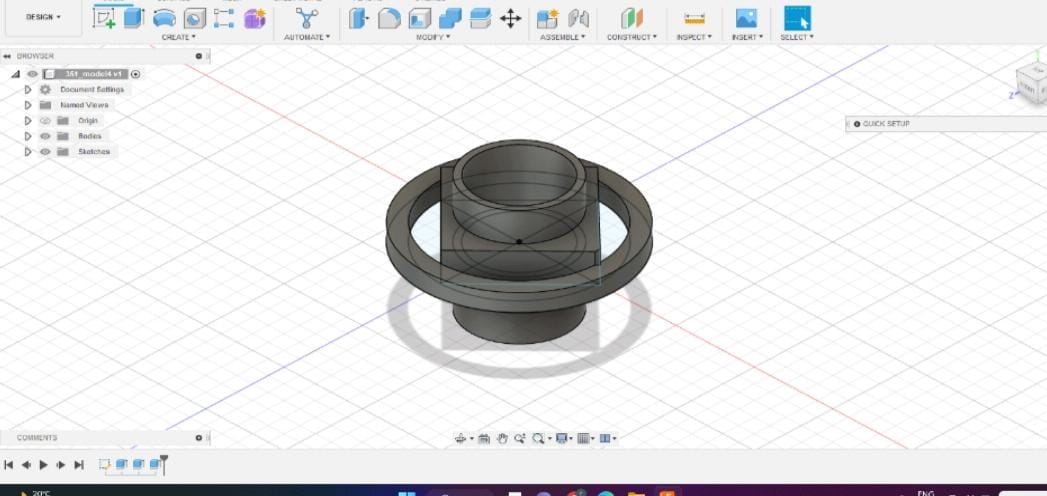 DESIGN
CREATE
AUTOMATE
MODIFY
ASSEMBLE
CONSTRUCT
INSPECT
INSERT
SELECT
BROWSER
351_model4 v1
Document Settings
Named Views
Origin
Bodies
Sketches
Z
QUICK SETUP
COMMENTS
20°C
ENG